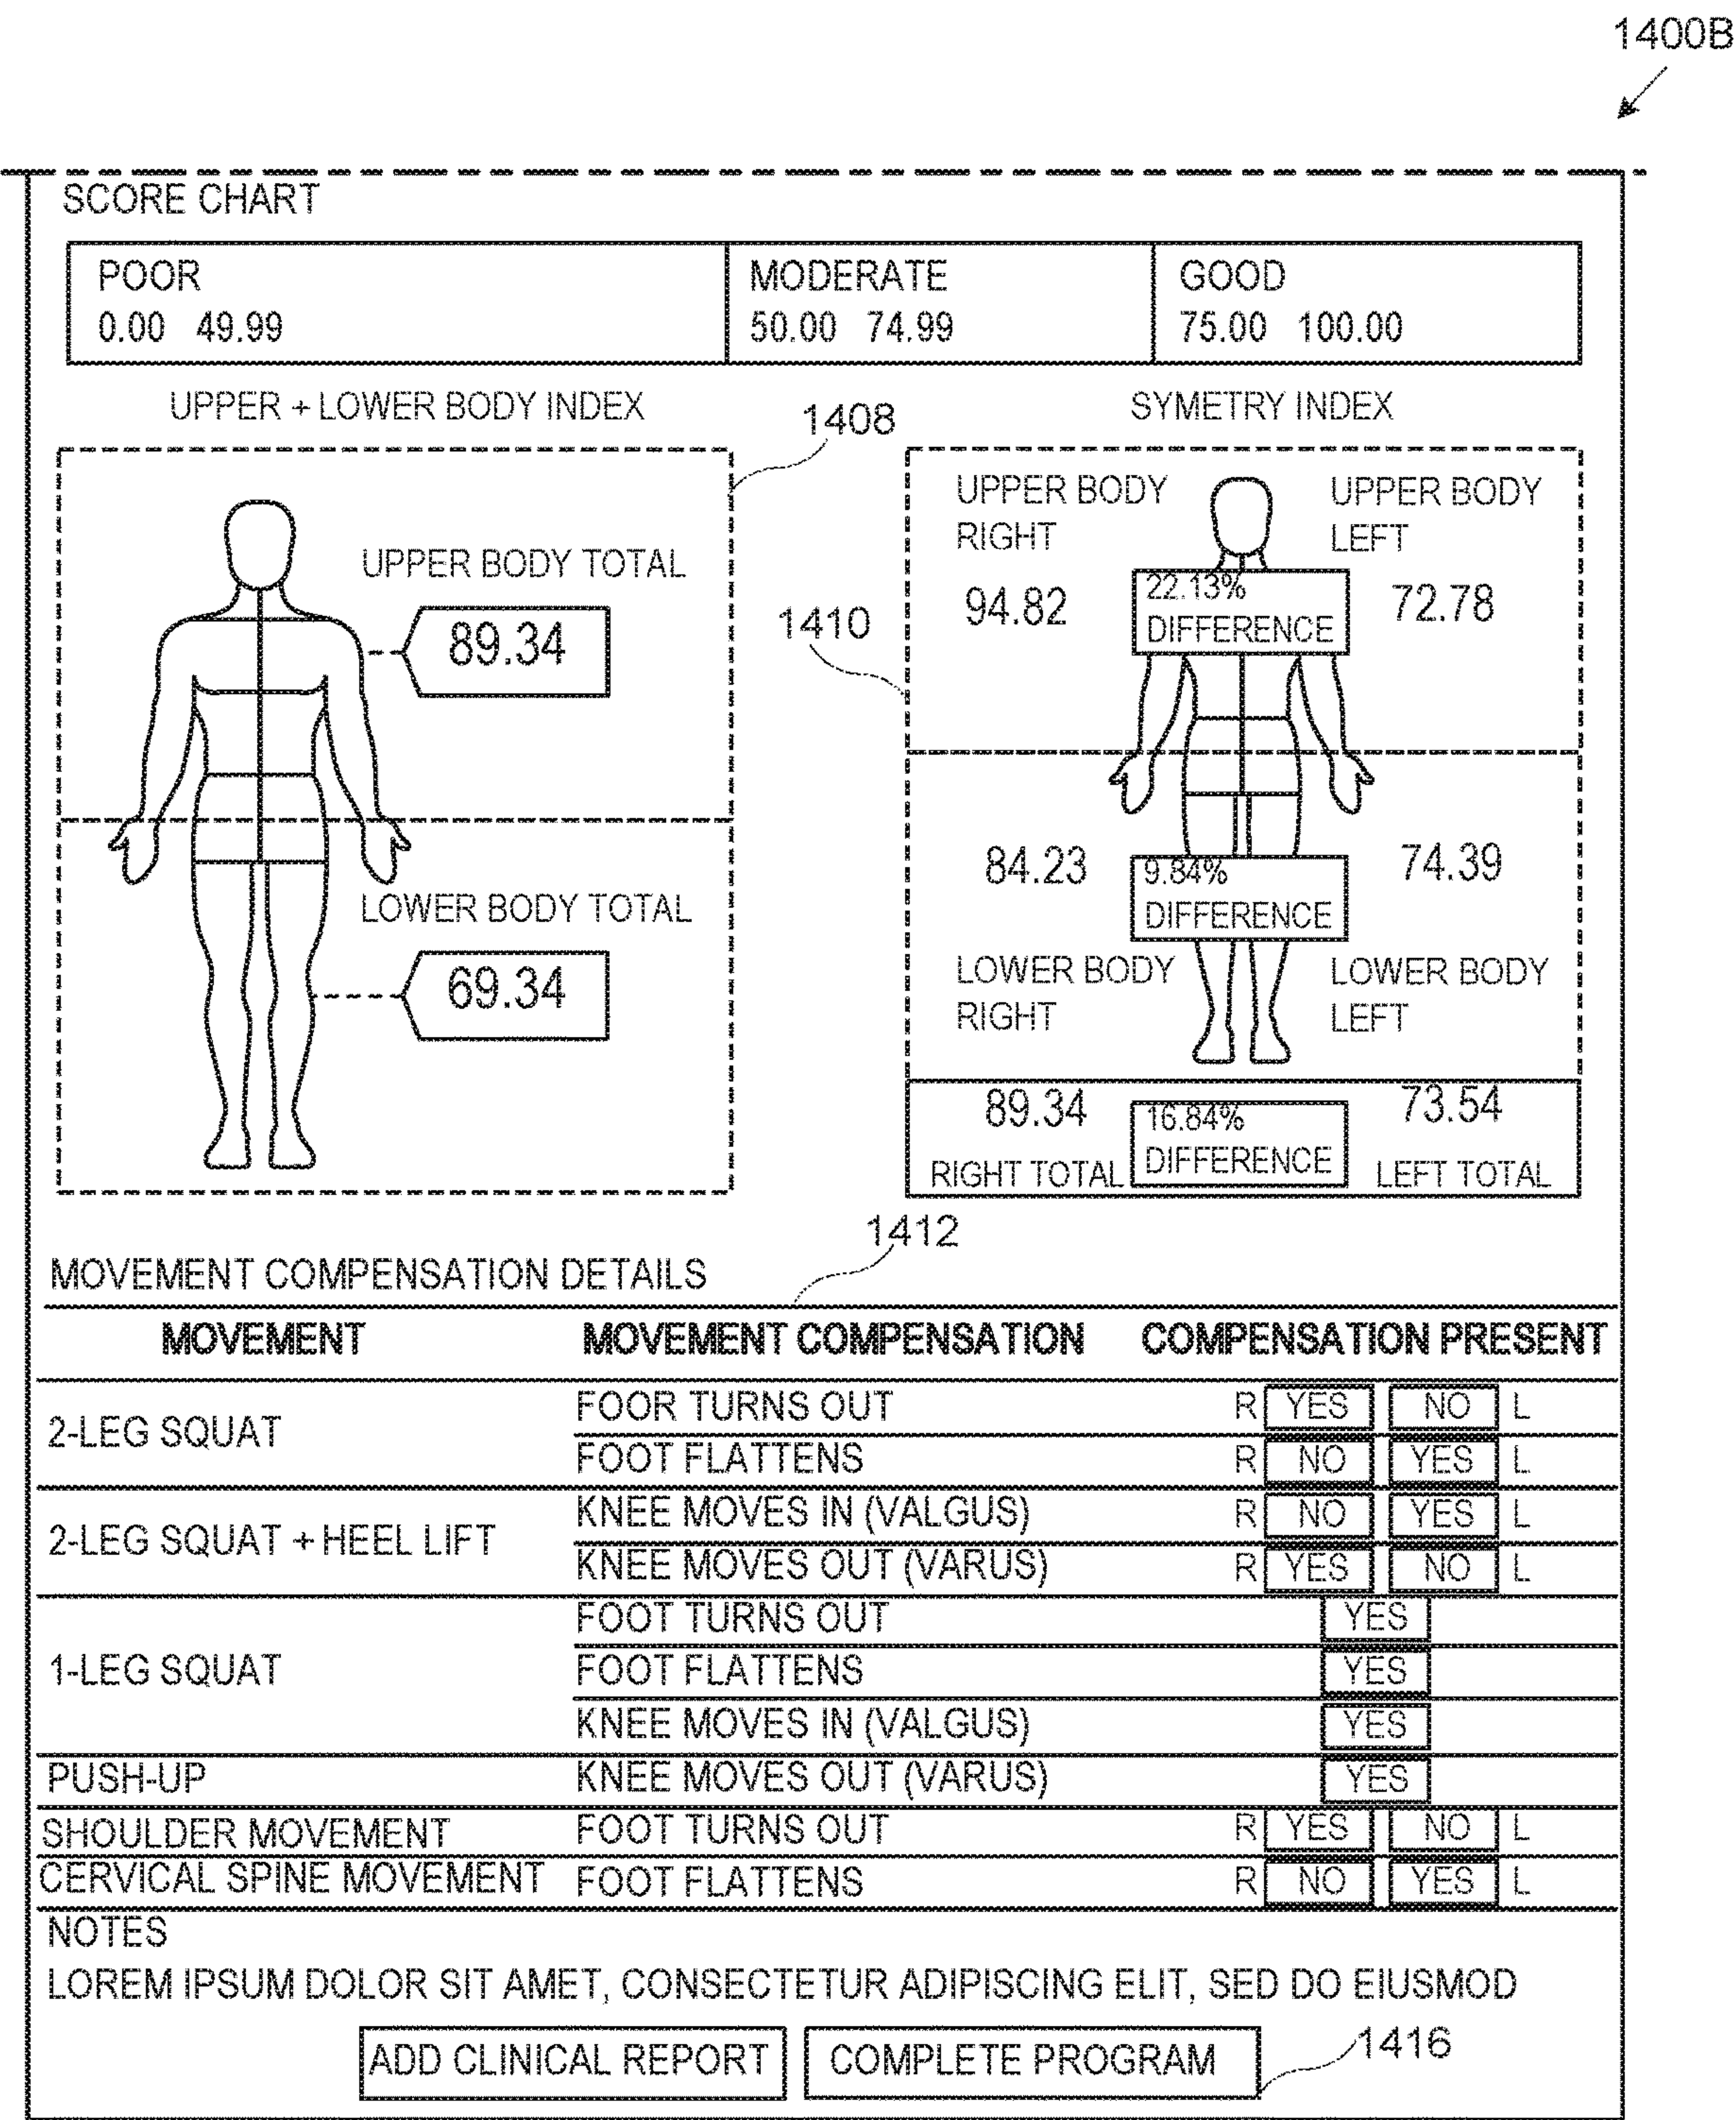 1400B
SCORE CHART
POOR
0.00 49.99
MODERATE
50.00 74.99
GOOD
75.00 100.00
UPPER + LOWER BODY INDEX
1408
UPPER BODY TOTAL
89.34
LOWER BODY TOTAL
69.34
SYMETRY INDEX
1410
UPPER BODY
RIGHT
94.82
22.13%
DIFFERENCE
UPPER BODY
LEFT
72.78
84.23
9.84%
DIFFERENCE
74.39
LOWER BODY
RIGHT
LOWER BODY
LEFT
89.34
RIGHT TOTAL
16.84%
DIFFERENCE
73.54
LEFT TOTAL
1412
MOVEMENT COMPENSATION DETAILS
MOVEMENT MOVEMENT COMPENSATION COMPENSATION PRESENT
2-LEG SQUAT
FOOR TURNS OUT R YES NO L
FOOT FLATTENS R NO YES L
2-LEG SQUAT + HEEL LIFT
KNEE MOVES IN (VALGUS) R NO YES L
KNEE MOVES OUT (VARUS) R YES NO L
1-LEG SQUAT
FOOT TURNS OUT YES
FOOT FLATTENS YES
KNEE MOVES IN (VALGUS) YES
PUSH-UP KNEE MOVES OUT (VARUS) YES
SHOULDER MOVEMENT FOOT TURNS OUT R YES NO L
CERVICAL SPINE MOVEMENT FOOT FLATTENS R NO YES L
NOTES
LOREM IPSUM DOLOR SIT AMET, CONSECTETUR ADIPISCING ELIT, SED DO EIUSMOD
ADD CLINICAL REPORT COMPLETE PROGRAM
1416